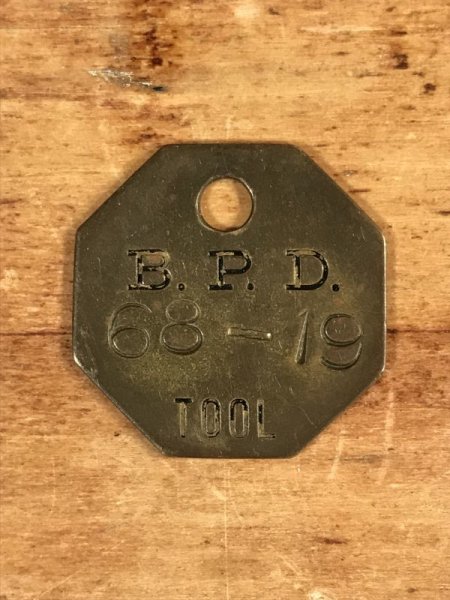 B. P. D.
68-19
TOOL